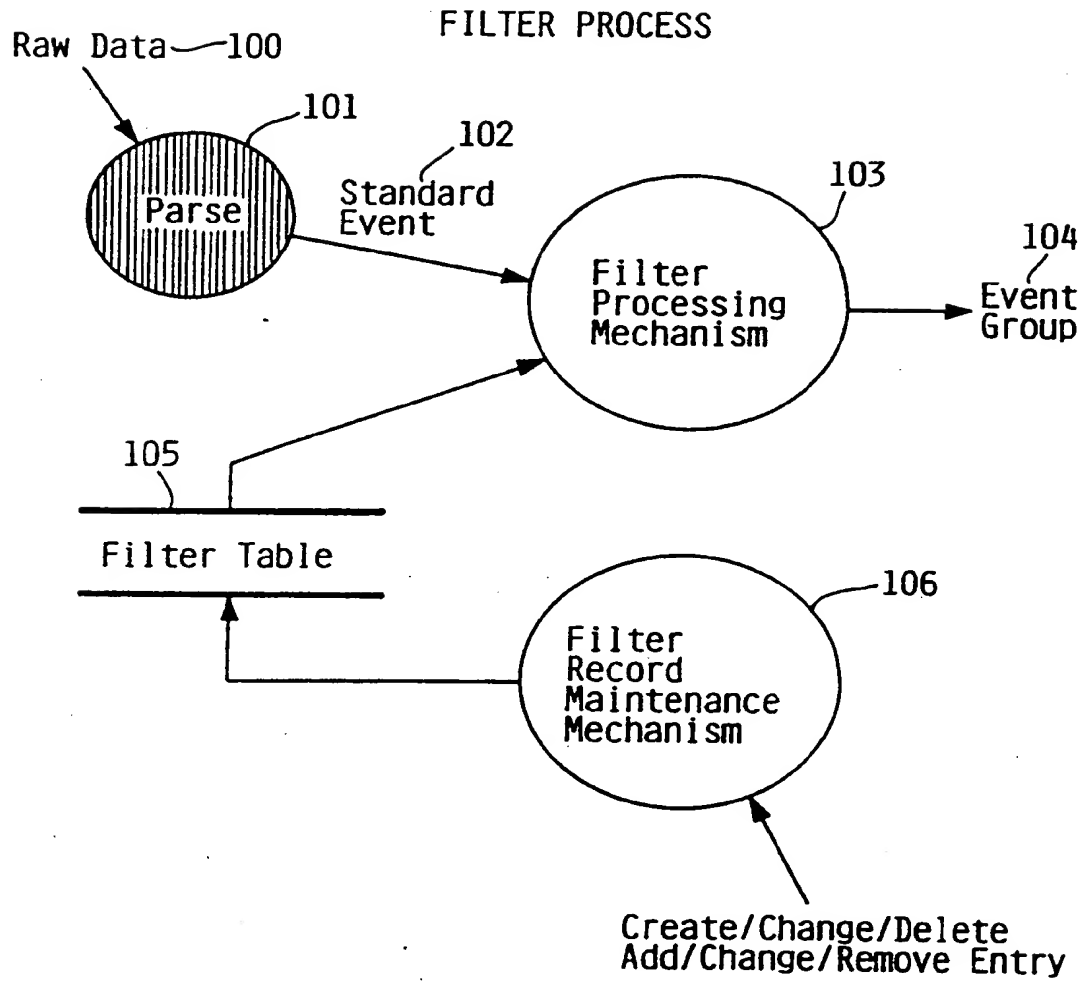 FILTER PROCESS
Raw Data 100
101
102
Parse
Standard
Event
103
Filter
Processing
Mechanism
104
Event
Group
105
Filter Table
106
Filter
Record
Maintenance
Mechanism
Create/Change/Delete
Add/Change/Remove Entry